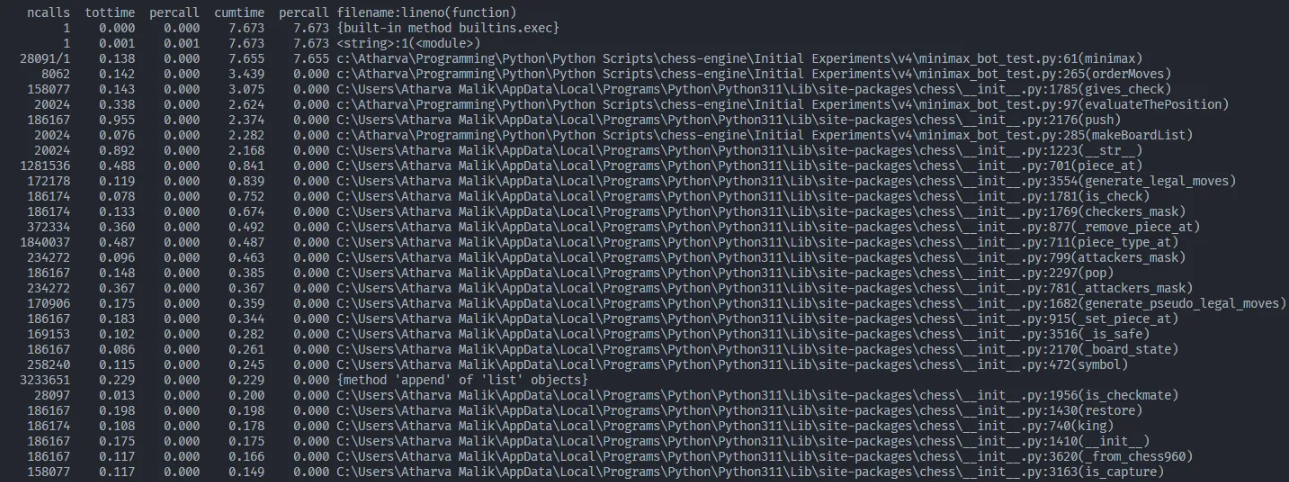 ncalls tottime percall cumtime percall filename:lineno(function)
1 0.000 0.000 7.673 7.673 {built-in method builtins.exec}
1 0.001 0.001 7.673 7.673 <string>:1(<module>)
28091/1 0.138 0.000 7.655 7.655 c:\Atharva\Programming\Python\Python Scripts\chess-engine\Initial Experiments\v4\minimax_bot_test.py:61(minimax)
8062 0.142 0.000 3.439 0.000 c:\Atharva\Programming\Python\Python Scripts\chess-engine\Initial Experiments\v4\minimax_bot_test.py:265(orderMoves)
158077 0.143 0.000 3.075 0.000 C:\Users\Atharva Malik\AppData\Local\Programs\Python\Python311\Lib\site-packages\chess\__init__.py:1785(gives_check)
20024 0.338 0.000 2.624 0.000 c:\Atharva\Programming\Python\Python Scripts\chess-engine\Initial Experiments\v4\minimax_bot_test.py:97(evaluateThePosition)
186167 0.955 0.000 2.374 0.000 C:\Users\Atharva Malik\AppData\Local\Programs\Python\Python311\Lib\site-packages\chess\__init__.py:2176(push)
20024 0.076 0.000 2.282 0.000 c:\Atharva\Programming\Python\Python Scripts\chess-engine\Initial Experiments\v4\minimax_bot_test.py:285(makeBoardList)
20024 0.892 0.000 2.168 0.000 C:\Users\Atharva Malik\AppData\Local\Programs\Python\Python311\Lib\site-packages\chess\__init__.py:1223(__str__)
1281536 0.488 0.000 0.841 0.000 C:\Users\Atharva Malik\AppData\Local\Programs\Python\Python311\Lib\site-packages\chess\__init__.py:701(piece_at)
172178 0.119 0.000 0.839 0.000 C:\Users\Atharva Malik\AppData\Local\Programs\Python\Python311\Lib\site-packages\chess\__init__.py:3554(generate_legal_moves)
186174 0.078 0.000 0.752 0.000 C:\Users\Atharva Malik\AppData\Local\Programs\Python\Python311\Lib\site-packages\chess\__init__.py:1781(is_check)
186174 0.133 0.000 0.674 0.000 C:\Users\Atharva Malik\AppData\Local\Programs\Python\Python311\Lib\site-packages\chess\__init__.py:1769(checkers_mask)
372334 0.360 0.000 0.492 0.000 C:\Users\Atharva Malik\AppData\Local\Programs\Python\Python311\Lib\site-packages\chess\__init__.py:877(_remove_piece_at)
1840037 0.487 0.000 0.487 0.000 C:\Users\Atharva Malik\AppData\Local\Programs\Python\Python311\Lib\site-packages\chess\__init__.py:711(piece_type_at)
234272 0.096 0.000 0.463 0.000 C:\Users\Atharva Malik\AppData\Local\Programs\Python\Python311\Lib\site-packages\chess\__init__.py:799(attackers_mask)
186167 0.148 0.000 0.385 0.000 C:\Users\Atharva Malik\AppData\Local\Programs\Python\Python311\Lib\site-packages\chess\__init__.py:2297(pop)
234272 0.367 0.000 0.367 0.000 C:\Users\Atharva Malik\AppData\Local\Programs\Python\Python311\Lib\site-packages\chess\__init__.py:781(_attackers_mask)
170906 0.175 0.000 0.359 0.000 C:\Users\Atharva Malik\AppData\Local\Programs\Python\Python311\Lib\site-packages\chess\__init__.py:1682(generate_pseudo_legal_moves)
186167 0.183 0.000 0.344 0.000 C:\Users\Atharva Malik\AppData\Local\Programs\Python\Python311\Lib\site-packages\chess\__init__.py:915(_set_piece_at)
169153 0.102 0.000 0.282 0.000 C:\Users\Atharva Malik\AppData\Local\Programs\Python\Python311\Lib\site-packages\chess\__init__.py:3516(_is_safe)
186167 0.086 0.000 0.261 0.000 C:\Users\Atharva Malik\AppData\Local\Programs\Python\Python311\Lib\site-packages\chess\__init__.py:2170(_board_state)
258240 0.115 0.000 0.245 0.000 C:\Users\Atharva Malik\AppData\Local\Programs\Python\Python311\Lib\site-packages\chess\__init__.py:472(symbol)
3233651 0.229 0.000 0.229 0.000 {method 'append' of 'list' objects}
28097 0.013 0.000 0.200 0.000 C:\Users\Atharva Malik\AppData\Local\Programs\Python\Python311\Lib\site-packages\chess\__init__.py:1956(is_checkmate)
186167 0.198 0.000 0.198 0.000 C:\Users\Atharva Malik\AppData\Local\Programs\Python\Python311\Lib\site-packages\chess\__init__.py:1430(restore)
186174 0.108 0.000 0.178 0.000 C:\Users\Atharva Malik\AppData\Local\Programs\Python\Python311\Lib\site-packages\chess\__init__.py:740(king)
186167 0.175 0.000 0.175 0.000 C:\Users\Atharva Malik\AppData\Local\Programs\Python\Python311\Lib\site-packages\chess\__init__.py:1410(__init__)
186167 0.117 0.000 0.166 0.000 C:\Users\Atharva Malik\AppData\Local\Programs\Python\Python311\Lib\site-packages\chess\__init__.py:3620(_from_chess960)
158077 0.117 0.000 0.149 0.000 C:\Users\Atharva Malik\AppData\Local\Programs\Python\Python311\Lib\site-packages\chess\__init__.py:3163(is_capture)